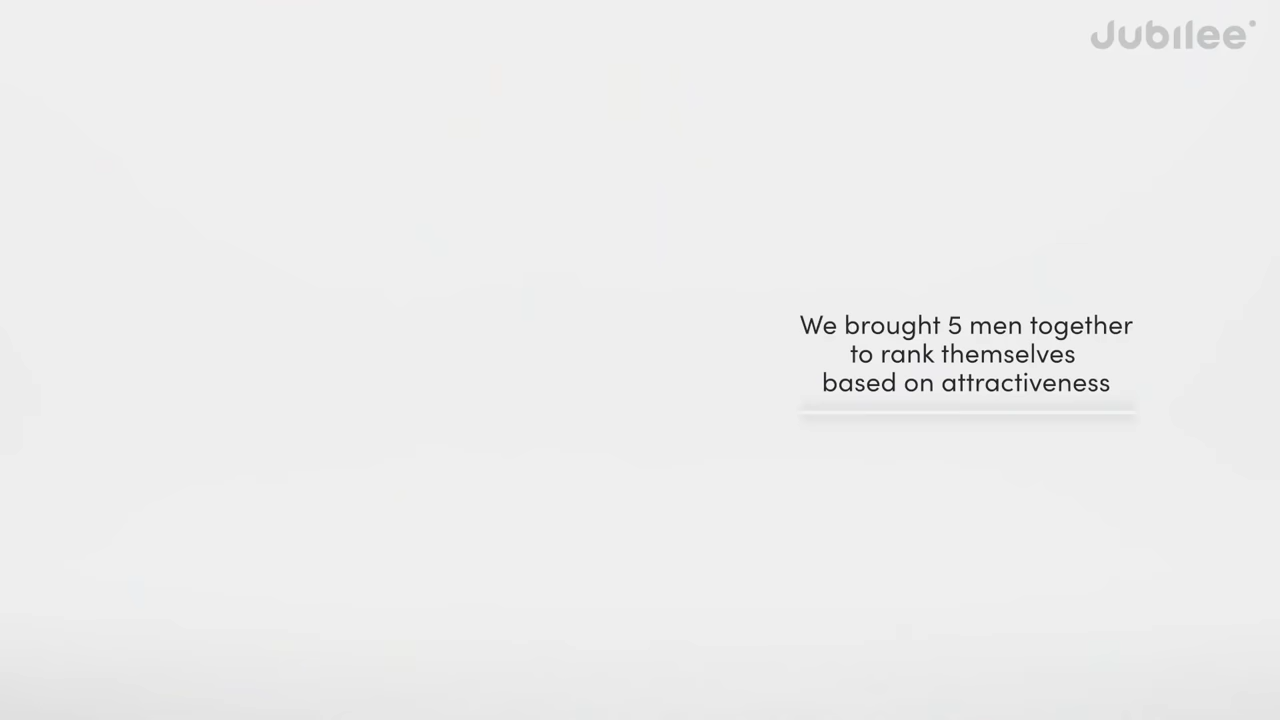 Jubilee
We brought 5 men together
to rank themselves
based on attractiveness